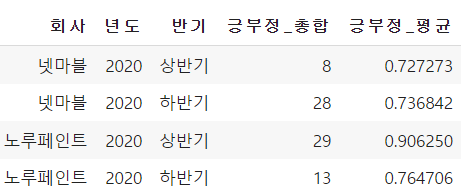 회사 년도 반기 긍부정_총합 긍부정_평균
넷마블 2020 상반기 8 0.727273
넷마블 2020 하반기 28 0.736842
노루페인트 2020 상반기 29 0.906250
노루페인트 2020 하반기 13 0.764706